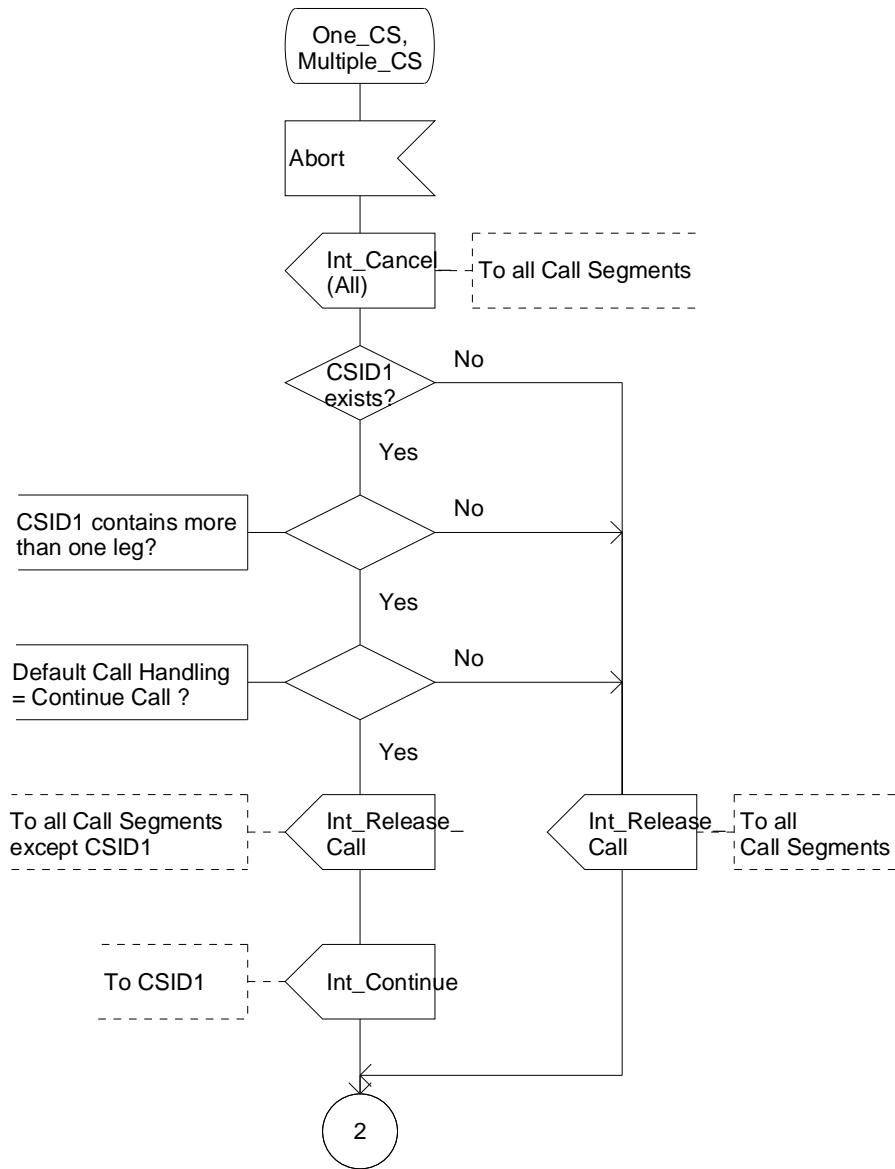 One_CS,
Multiple_CS
Abort
Int_Cancel_
(All)
To all Call Segments
CSID1
exists?
No
Yes
CSID1 contains more
than one leg?
No
Yes
Default Call Handling
= Continue Call ?
No
Yes
To all Call Segments
except CSID1
Int_Release_
Call
Int_Release_
Call
To all
Call Segments
To CSID1
Int_Continue
2